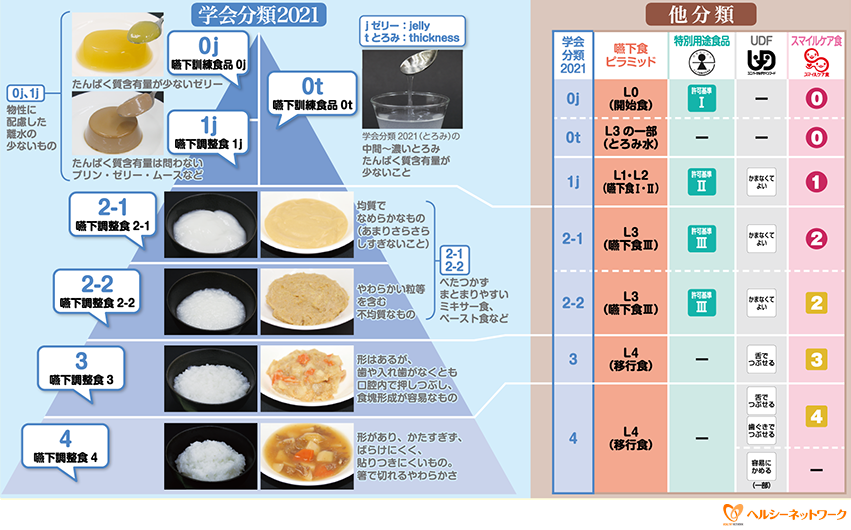 学会分類2021
0j
嚥下訓練食品 0j
たんぱく質含有量が少ないゼリー
0j、1j
物性に
配慮した
離水の
少ないもの
1j
嚥下調整食 1j
たんぱく質含有量は問わない
プリン・ゼリー・ムースなど
j ゼリー：jelly
t とろみ：thickness
0t
嚥下訓練食品 0t
学会分類 2021（とろみ）の
中間〜濃いとろみ
たんぱく質含有量が
少ないこと
2-1
嚥下調整食 2-1
均質で
なめらかなもの
（あまりさらさら
しすぎないこと）
2-2
嚥下調整食 2-2
やわらかい粒等
を含む
不均質なもの
2-1
2-2
べたつかず
まとまりやすい
ミキサー食、
ペースト食など
3
嚥下調整食 3
形はあるが、
歯や入れ歯がなくとも
口腔内で押しつぶし、
食塊形成が容易なもの
4
嚥下調整食 4
形があり、かたすぎず、
ばらけにくく、
貼りつきにくいもの。
箸で切れるやわらかさ
他分類
学会
分類
2021
嚥下食
ピラミッド
特別用途食品
UDF
ユニバーサルデザインフード
スマイルケア食
スマイルケア食
0j
L0
（開始食）
許可基準
I
ー
0
0t
L3 の一部
（とろみ水）
ー
ー
0
1j
L1・L2
（嚥下食Ⅰ・Ⅱ）
許可基準
II
かまなくて
よい
1
2-1
L3
（嚥下食Ⅲ）
許可基準
III
かまなくて
よい
2
2-2
L3
（嚥下食Ⅲ）
許可基準
III
かまなくて
よい
2
3
L4
（移行食）
ー
舌で
つぶせる
3
4
L4
（移行食）
ー
舌で
つぶせる
歯ぐきで
つぶせる
4
容易に
かめる
（一部）
ー
ヘルシーネットワーク